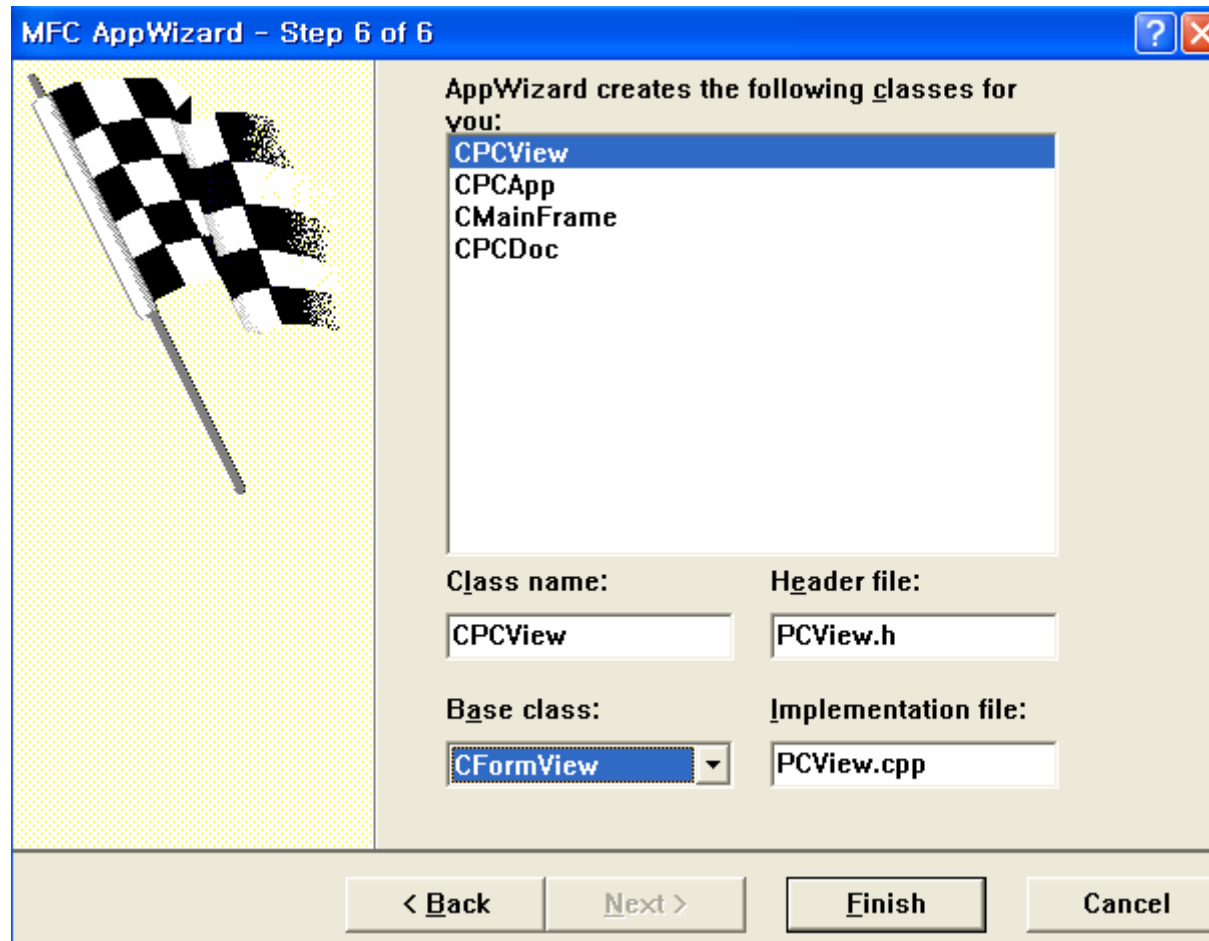 MFC AppWizard - Step 6 of 6
AppWizard creates the following classes for
you:
CPCView
CPCApp
CMainFrame
CPCDoc
Class name:
Header file:
CPCView
PCView.h
Base class:
Implementation file:
CFormView
PCView.cpp
< Back
Next >
Finish
Cancel